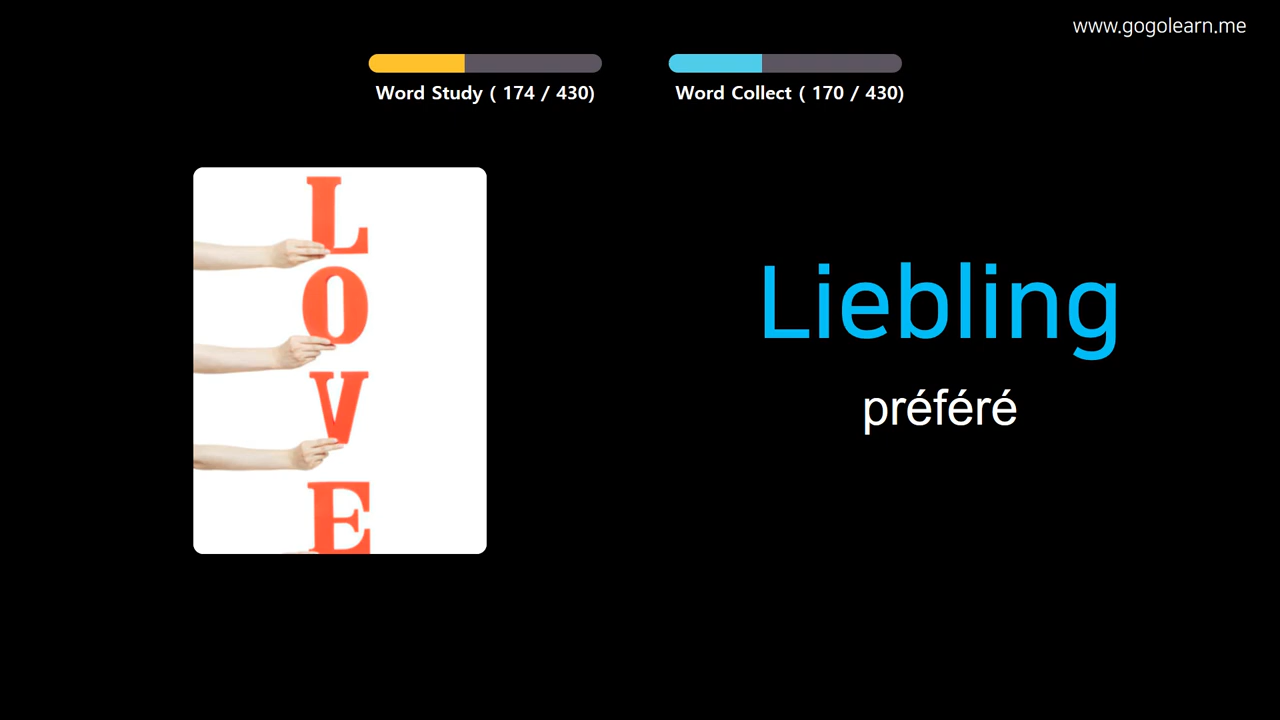 www.gogolearn.me
Word Study ( 174 / 430)
Word Collect ( 170 / 430)
L
O
V
E
Liebling
préféré